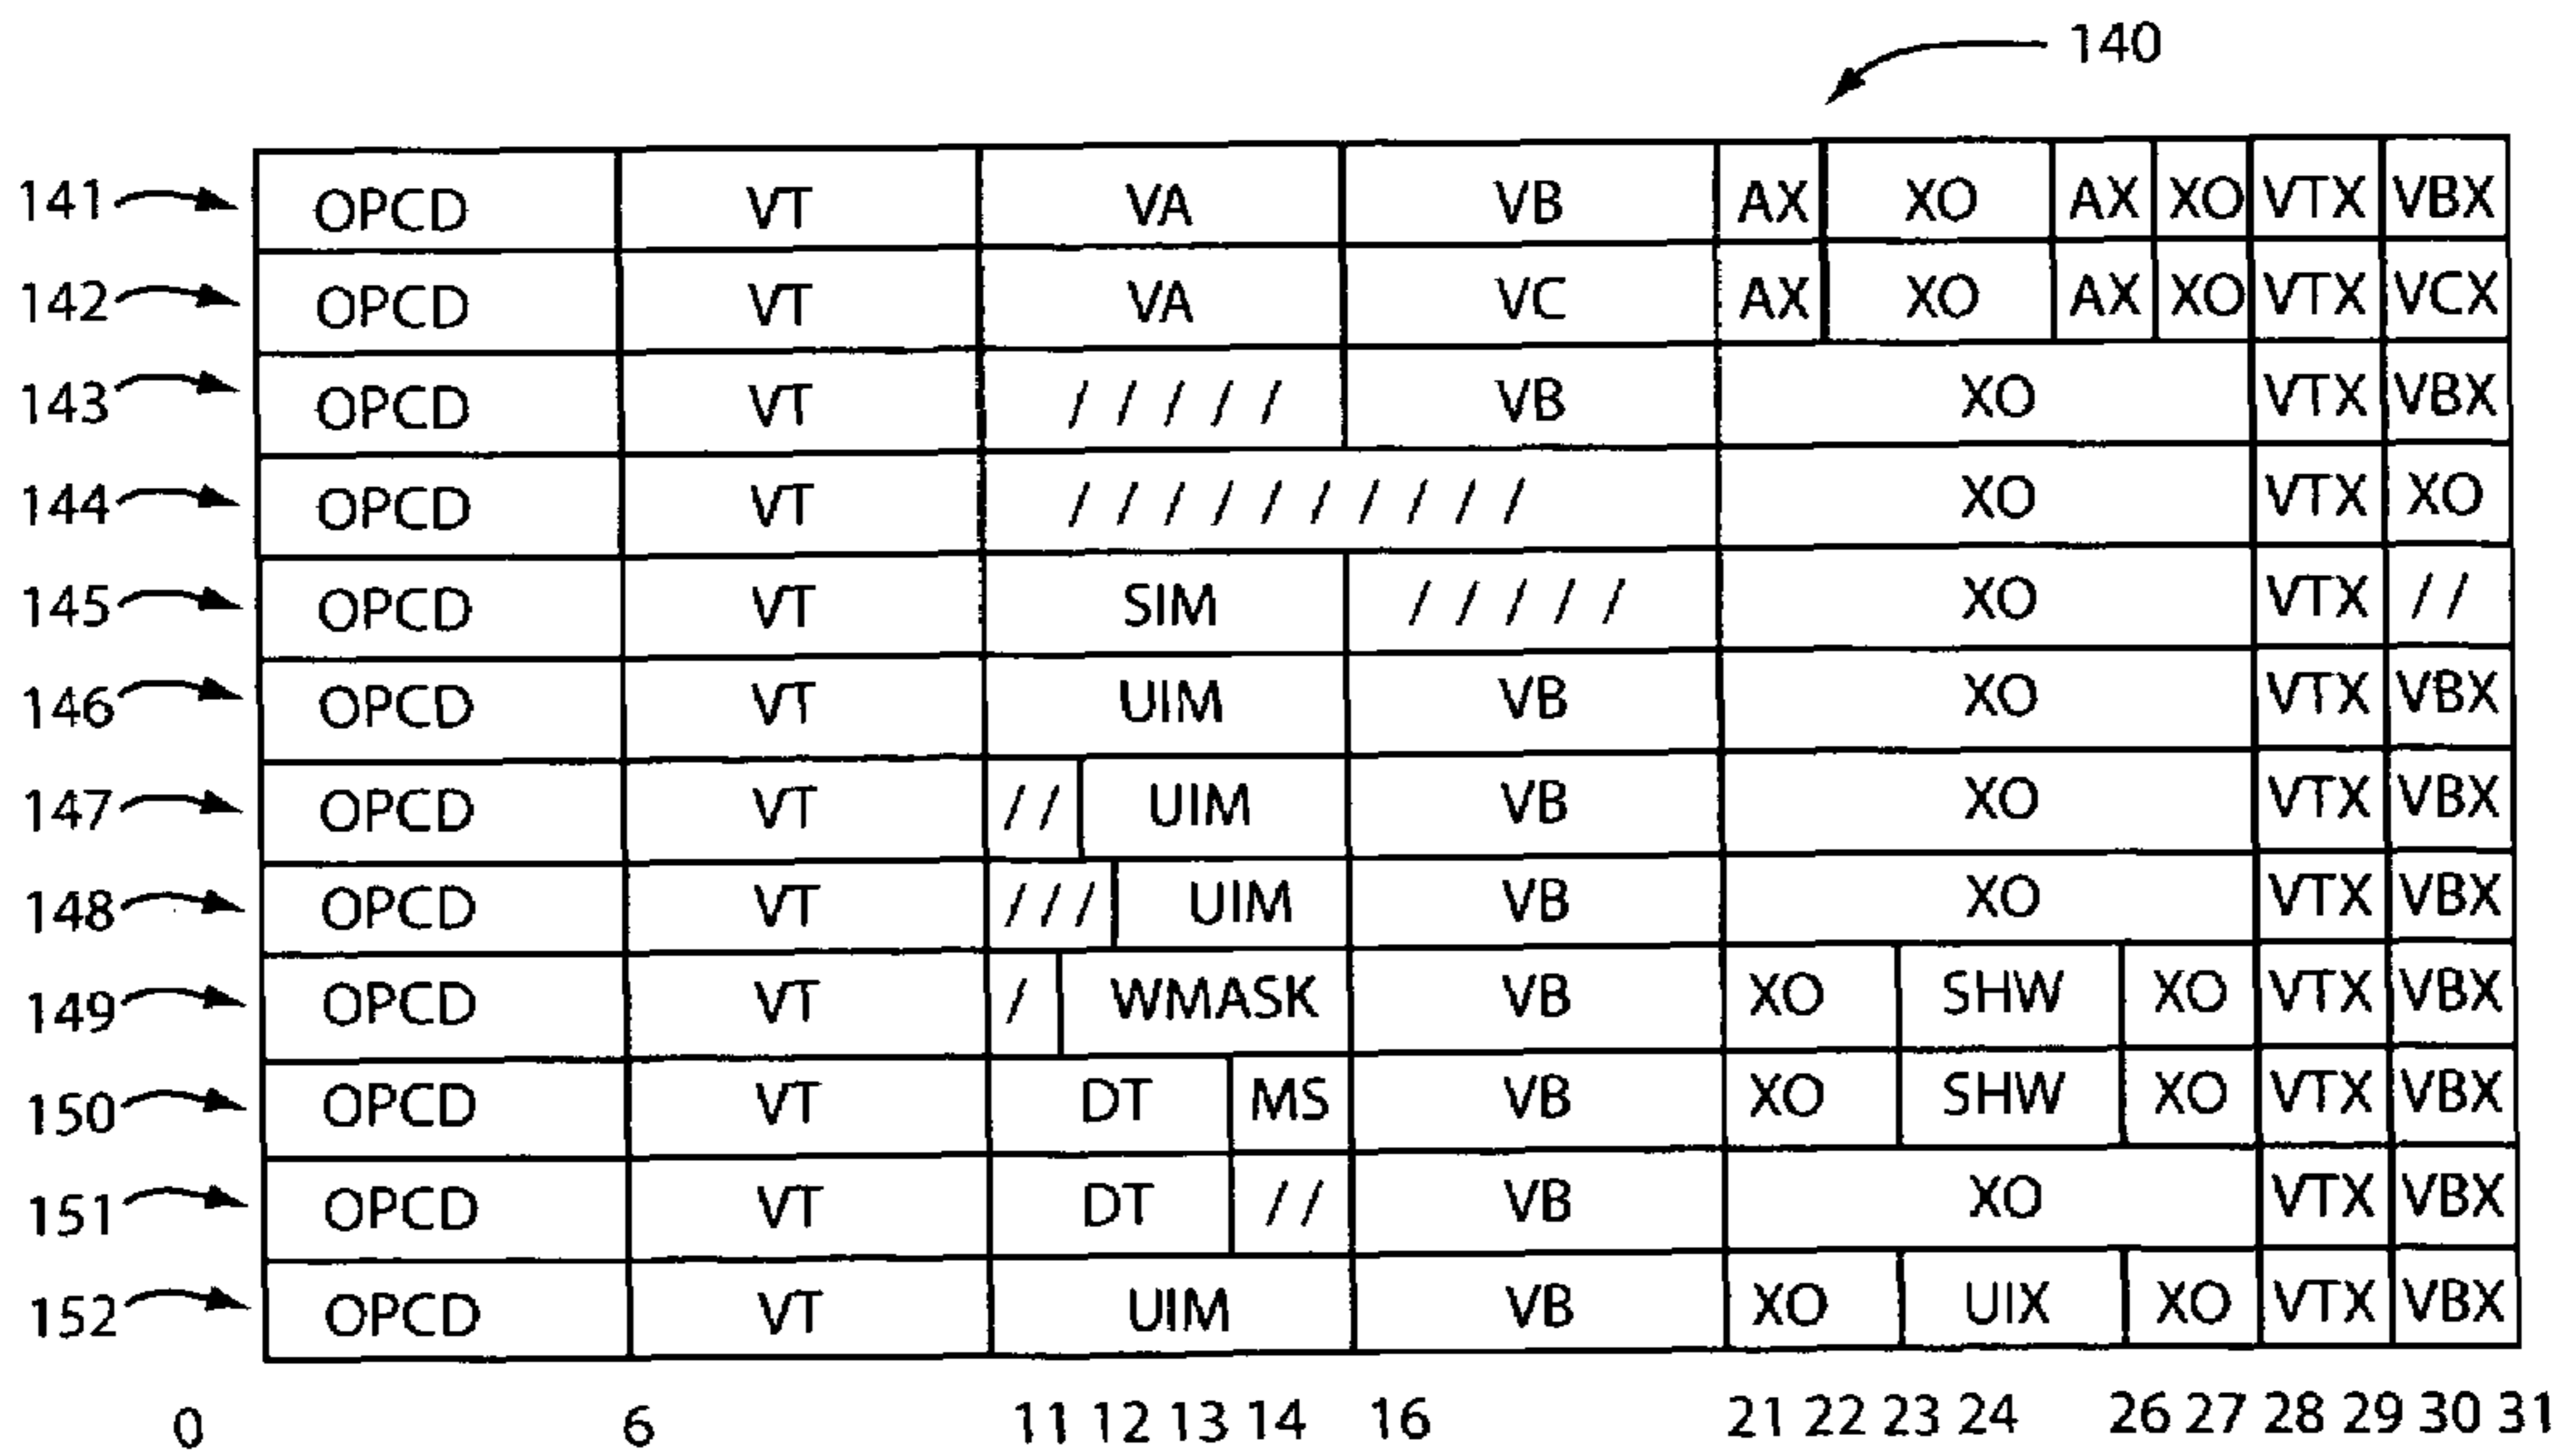 140
141 OPCD VT VA VB AX XO AX XO VTX VBX
142 OPCD VT VA VC AX XO AX XO VTX VCX
143 OPCD VT / / / / / VB XO VTX VBX
144 OPCD VT / / / / / / / / / / XO VTX XO
145 OPCD VT SIM / / / / / XO VTX / /
146 OPCD VT UIM VB XO VTX VBX
147 OPCD VT / / UIM VB XO VTX VBX
148 OPCD VT / / / UIM VB XO VTX VBX
149 OPCD VT / WMASK VB XO SHW XO VTX VBX
150 OPCD VT DT MS VB XO SHW XO VTX VBX
151 OPCD VT DT / / VB XO VTX VBX
152 OPCD VT UIM VB XO UIX XO VTX VBX
0 6 11 12 13 14 16 21 22 23 24 26 27 28 29 30 31